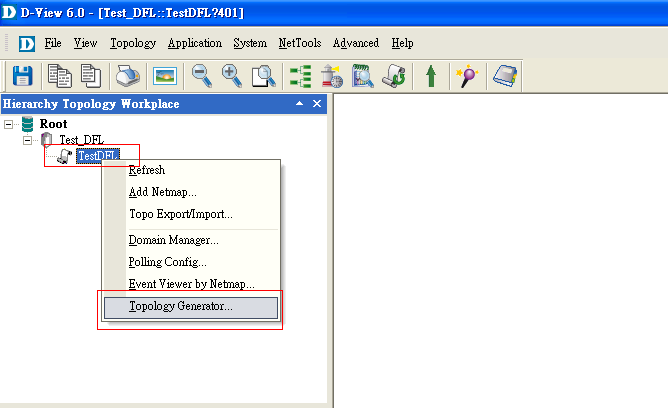 D-View 6.0 - [Test_DFL::TestDFL?401]
D File View Topology Application System NetTools Advanced Help
Hierarchy Topology Workplace
Root
Test_DFL
TestDFL
Refresh
Add Netmap...
Topo Export/Import...
Domain Manager...
Polling Config...
Event Viewer by Netmap...
Topology Generator...